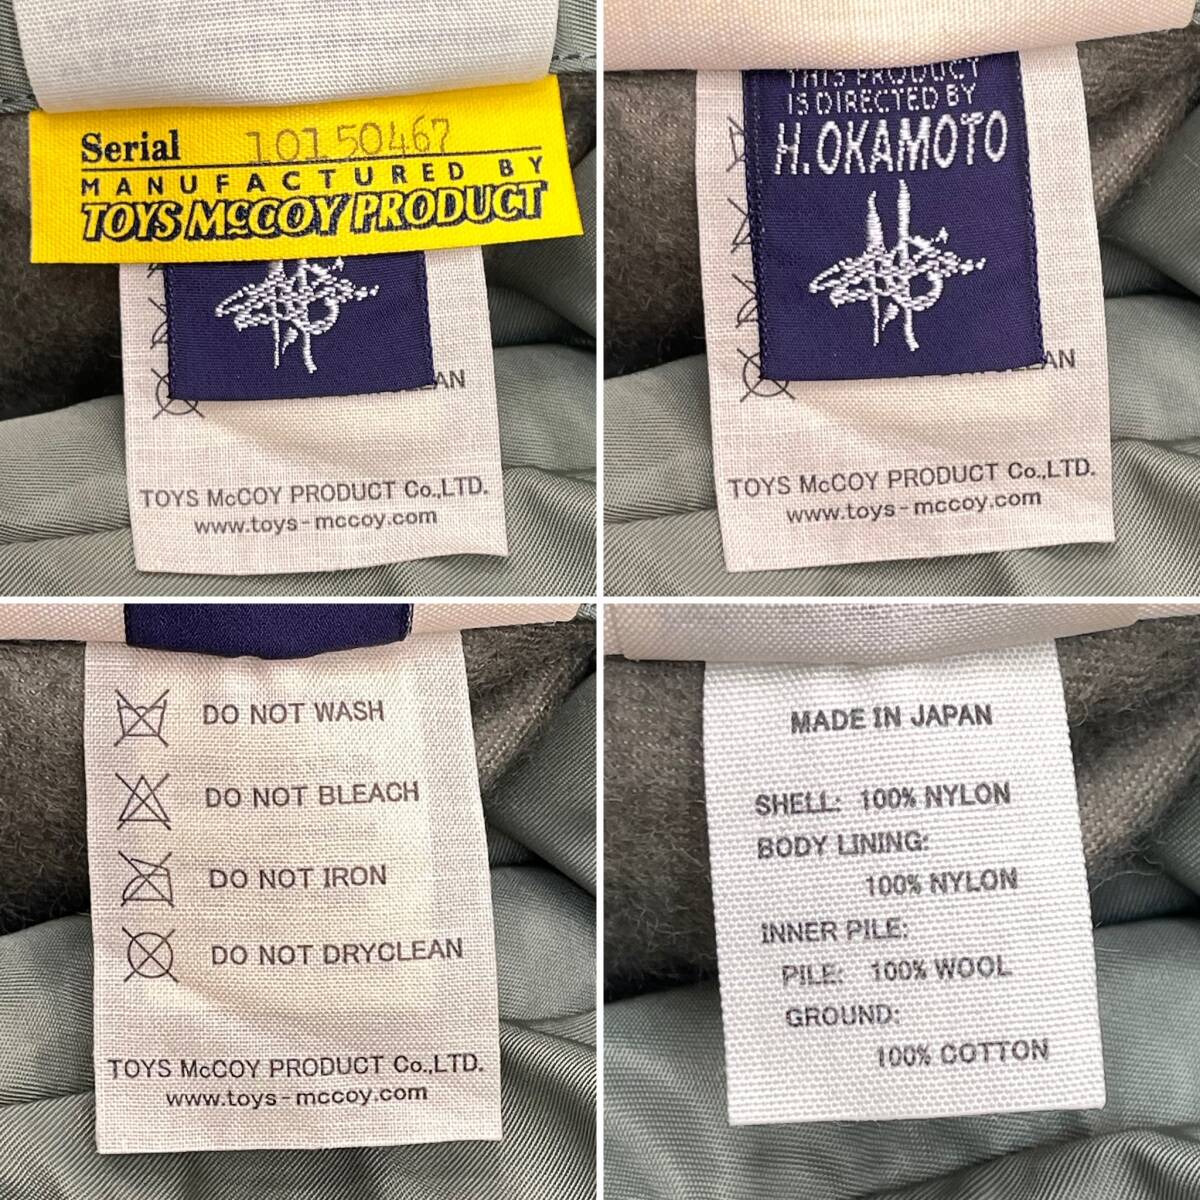 Serial 10150467
MANUFACTURED BY
TOYS McCOY PRODUCT
TOYS McCOY PRODUCT Co.,LTD.
www.toys-mccoy.com
THIS PRODUCT
IS DIRECTED BY
H.OKAMOTO
TOYS McCOY PRODUCT Co.,LTD.
www.toys-mccoy.com
DO NOT WASH
DO NOT BLEACH
DO NOT IRON
DO NOT DRYCLEAN
TOYS McCOY PRODUCT Co.,LTD.
www.toys-mccoy.com
MADE IN JAPAN
SHELL: 100% NYLON
BODY LINING:
100% NYLON
INNER PILE:
PILE: 100% WOOL
GROUND:
100% COTTON